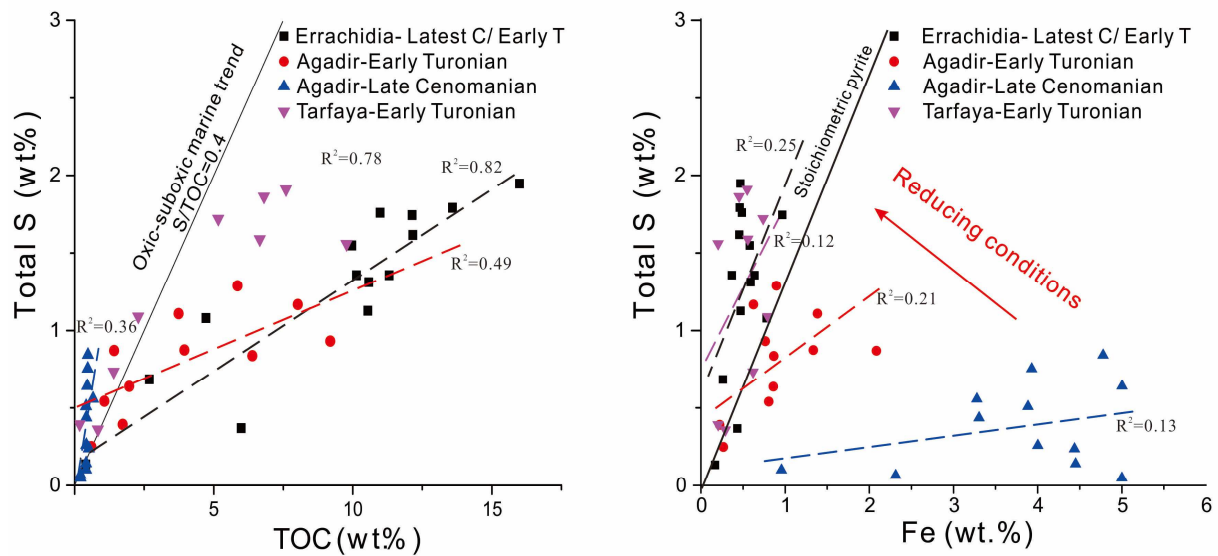 3
2
1
0
Total S (wt%)
5
10
15
TOC (wt%)
Oxic-suboxic marine trend
S/TOC=0.4
Errachidia- Latest C/ Early T
Agadir-Early Turonian
Agadir-Late Cenomanian
Tarfaya-Early Turonian
R²=0.78
R²=0.82
R²=0.49
R²=0.36
3
2
1
0
Total S (wt%)
0
1
2
3
4
5
6
Fe (wt.%)
Errachidia- Latest C/ Early T
Agadir-Early Turonian
Agadir-Late Cenomanian
Tarfaya-Early Turonian
Stoichiometric pyrite
R²=0.25
R²=0.12
R²=0.21
R²=0.13
Reducing conditions